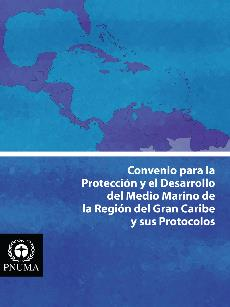 Convenio para la
Protección y el Desarrollo
del Medio Marino de
la Región del Gran Caribe
y sus Protocolos
PNUMA